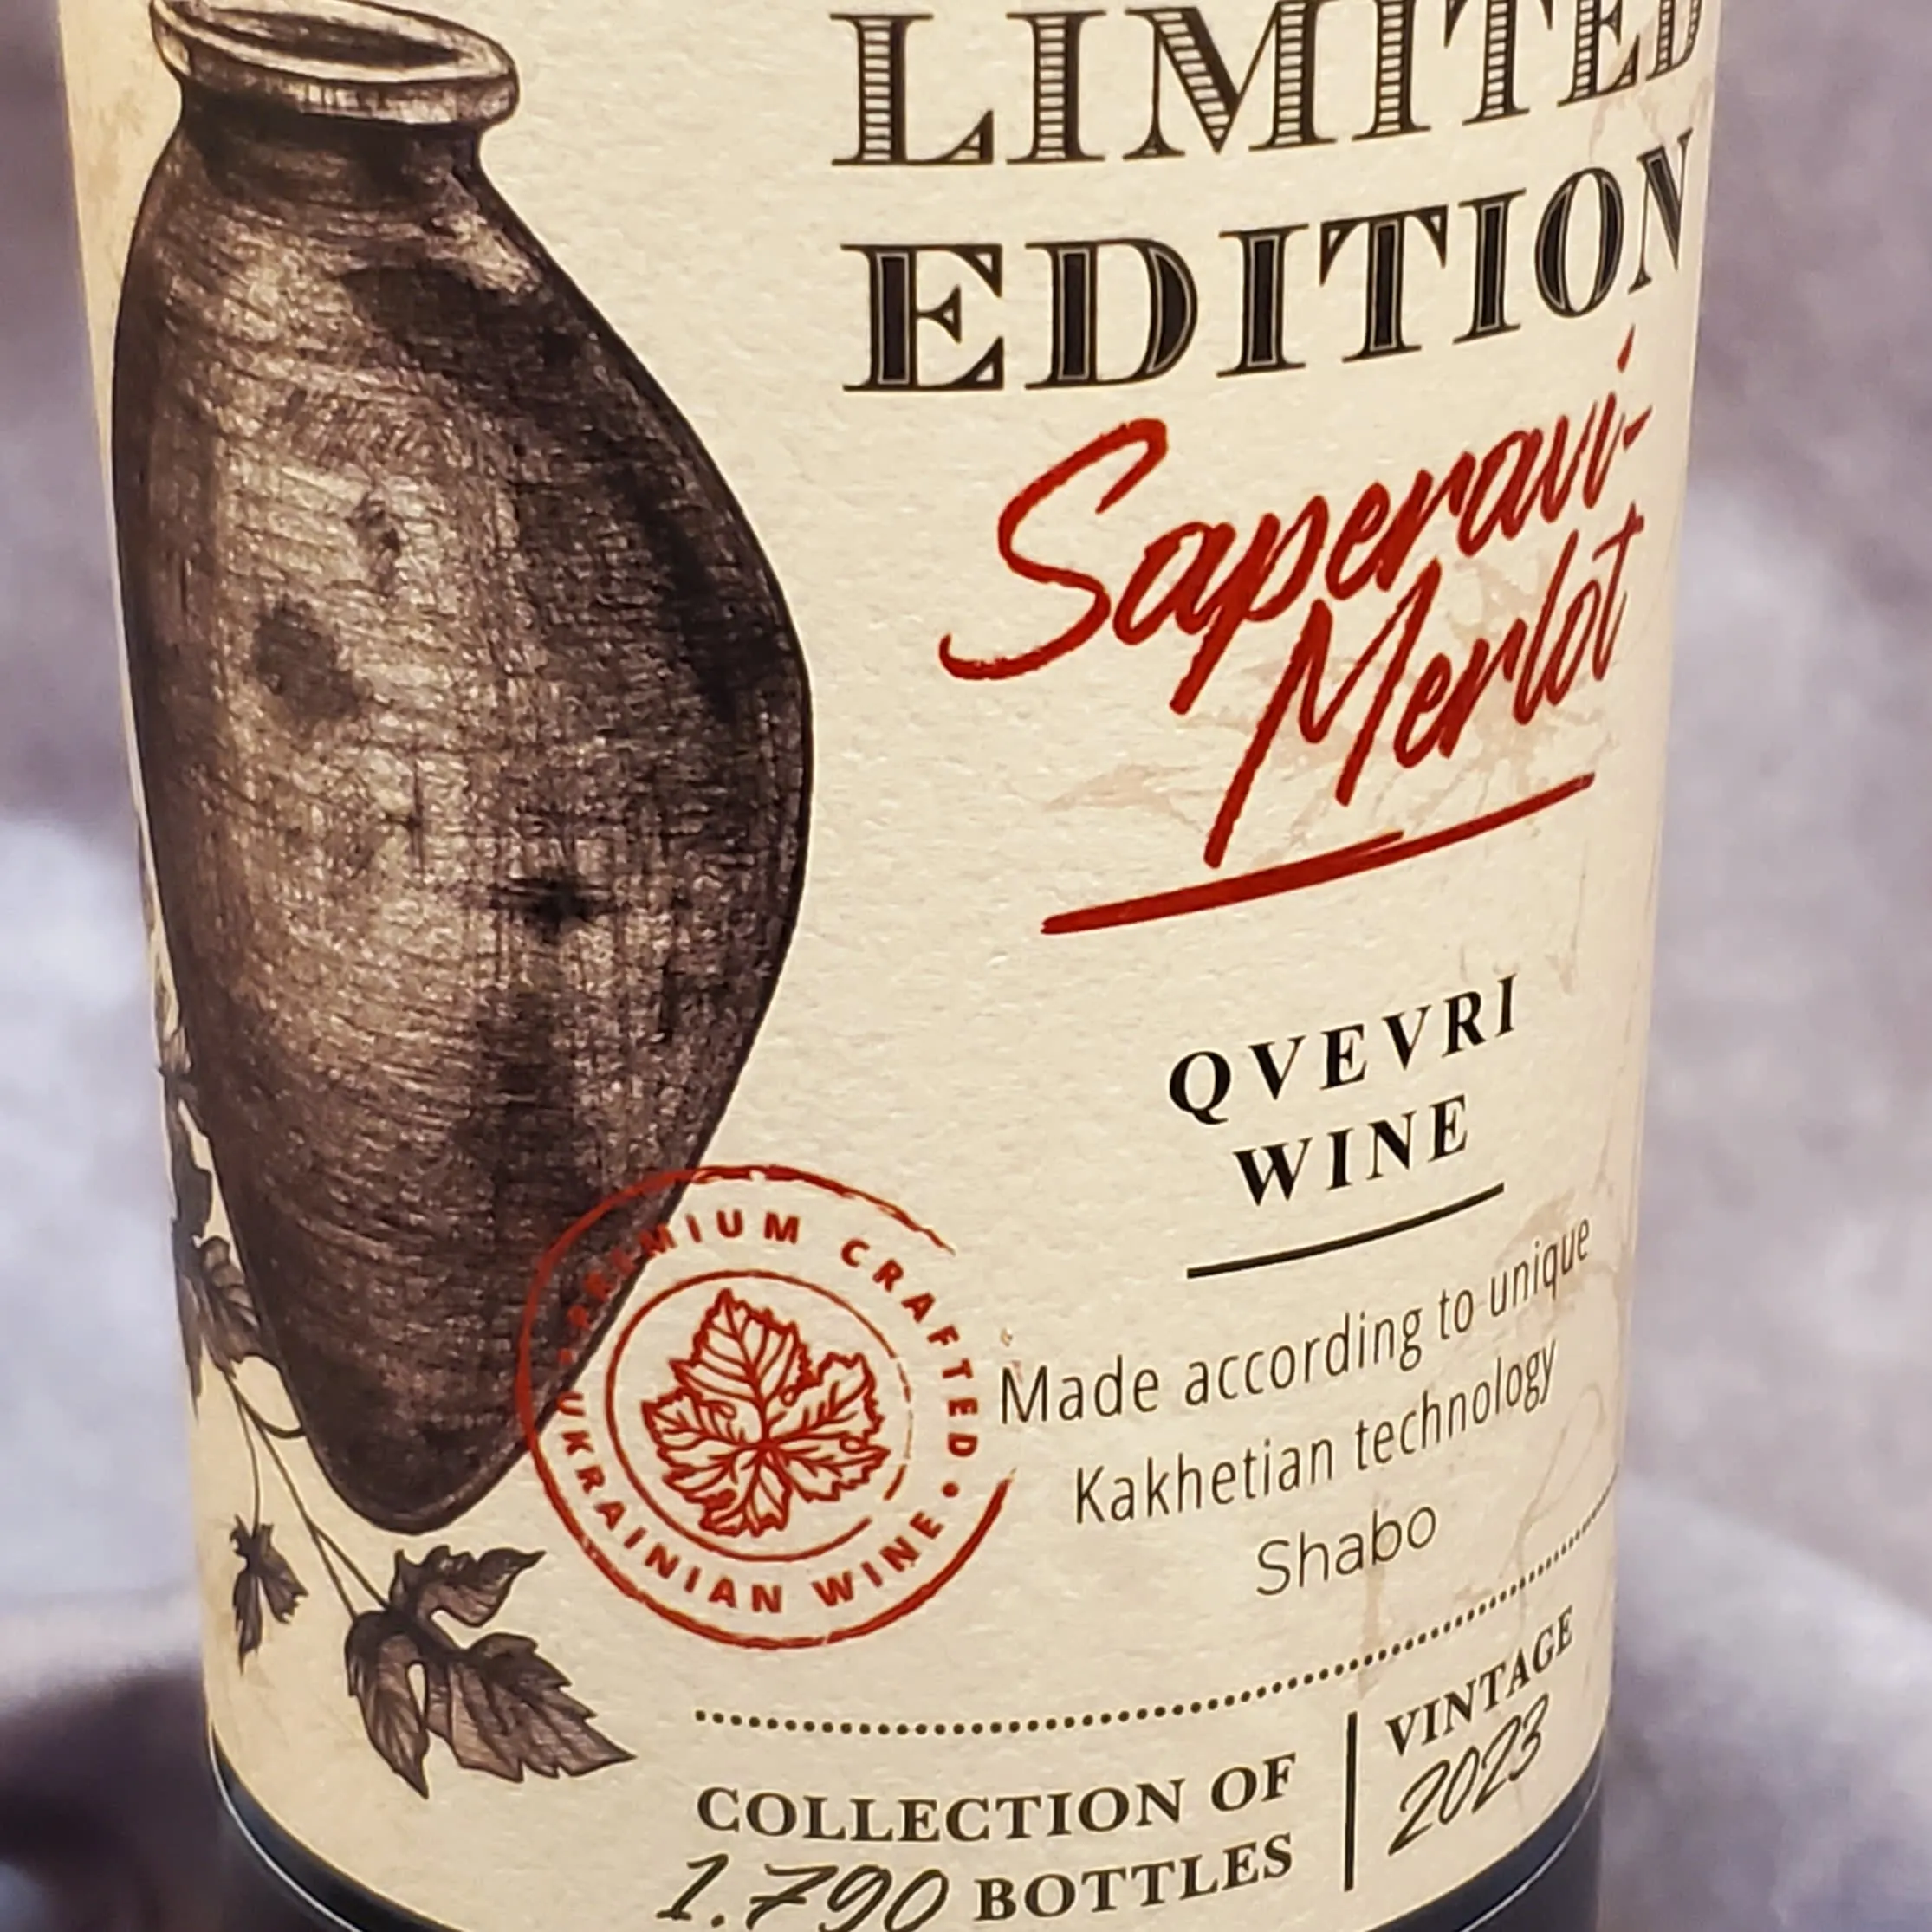 LIMITED
EDITION
Saperavi-
Merlot
QVEVRI
WINE
PREMIUM CRAFTED • UKRAINIAN WINE •
Made according to unique
Kakhetian technology
Shabo
COLLECTION OF
1.790 BOTTLES
VINTAGE
2023